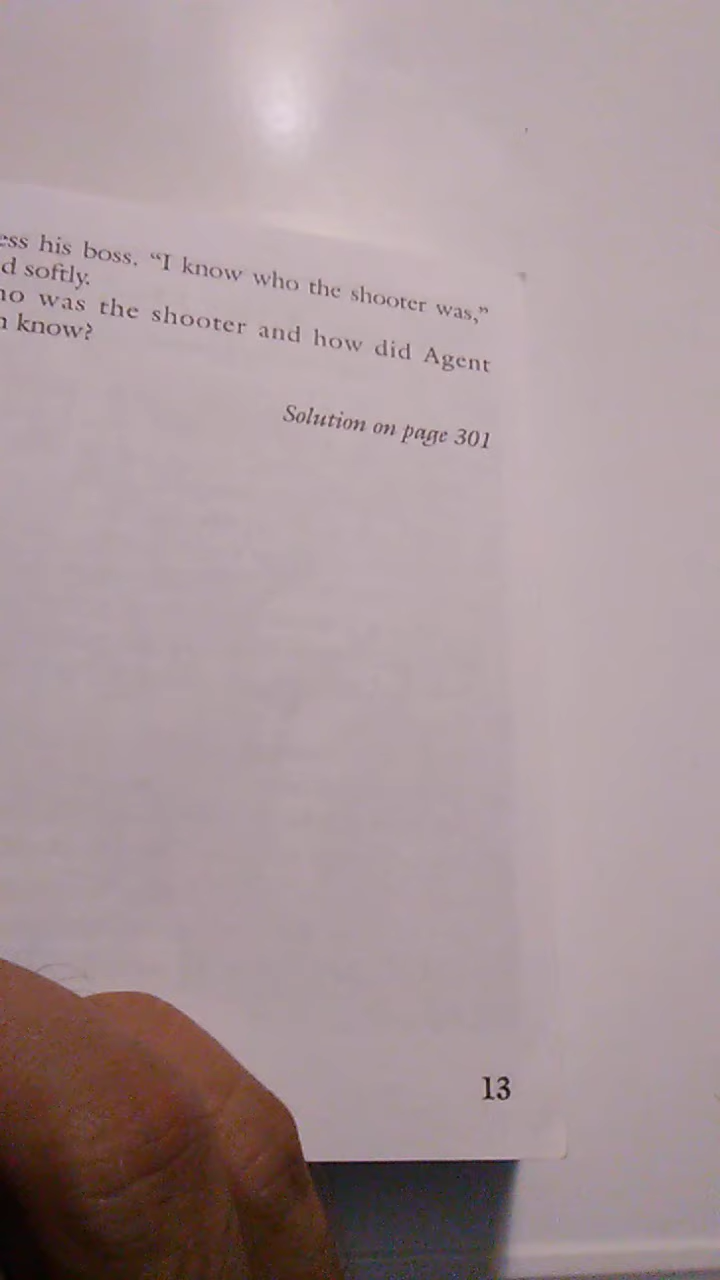 his boss. “I know who the shooter was,”
softly.
was the shooter and how did Agent
know?
Solution on page 301
13